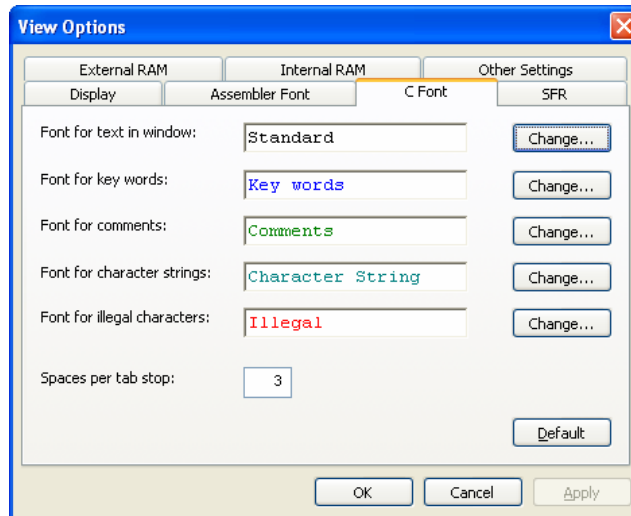 View Options
External RAM Internal RAM Other Settings
Display Assembler Font C Font SFR
Font for text in window: Standard Change...
Font for key words: Key words Change...
Font for comments: Comments Change...
Font for character strings: Character String Change...
Font for illegal characters: Illegal Change...
Spaces per tab stop: 3
Default
OK Cancel Apply